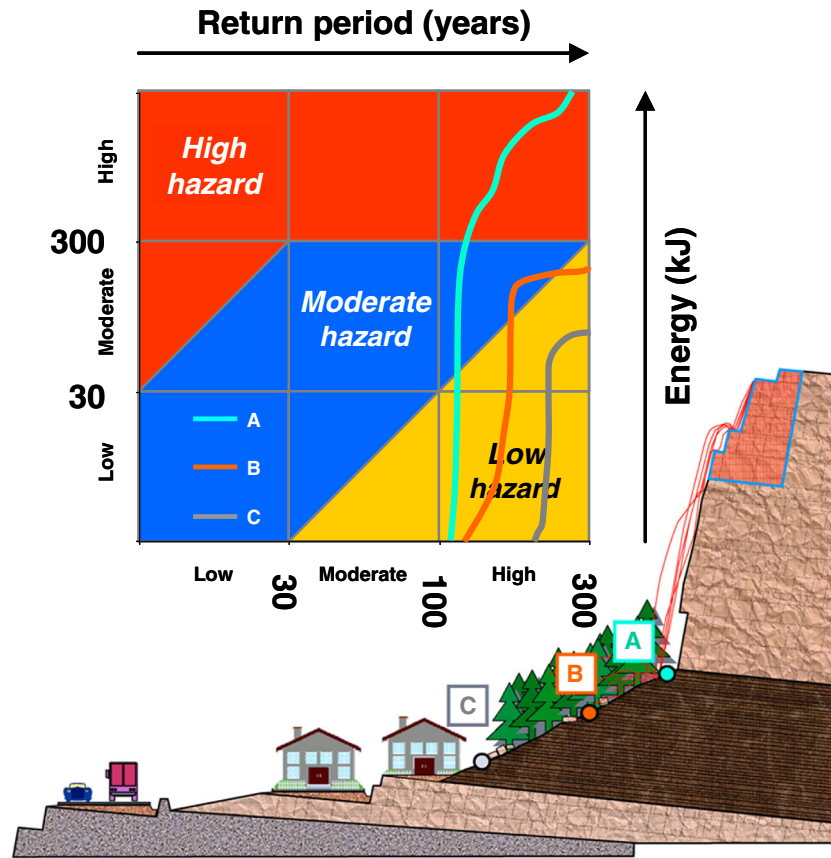 Return period (years)
High
hazard
High
300
Moderate
Moderate
hazard
30
Low
A
B
C
Low
hazard
Energy (kJ)
Low
30
Moderate
100
High
300
A
B
C